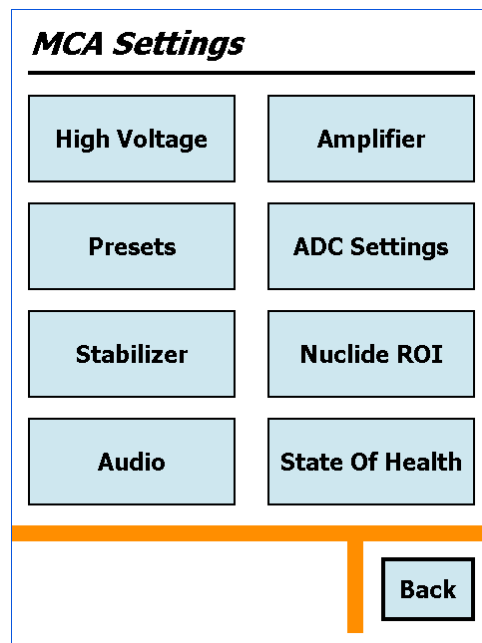 MCA Settings
High Voltage
Amplifier
Presets
ADC Settings
Stabilizer
Nuclide ROI
Audio
State Of Health
Back